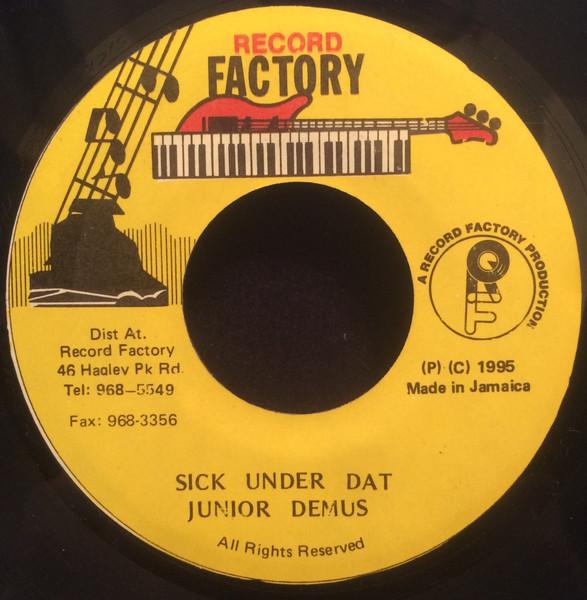 RECORD
FACTORY
A RECORD FACTORY PRODUCTION
RF
Dist At.
Record Factory
46 Hagley Pk Rd.
Tel: 968-5549
Fax: 968-3356
(P) (C) 1995
Made in Jamaica
SICK UNDER DAT
JUNIOR DEMUS
All Rights Reserved